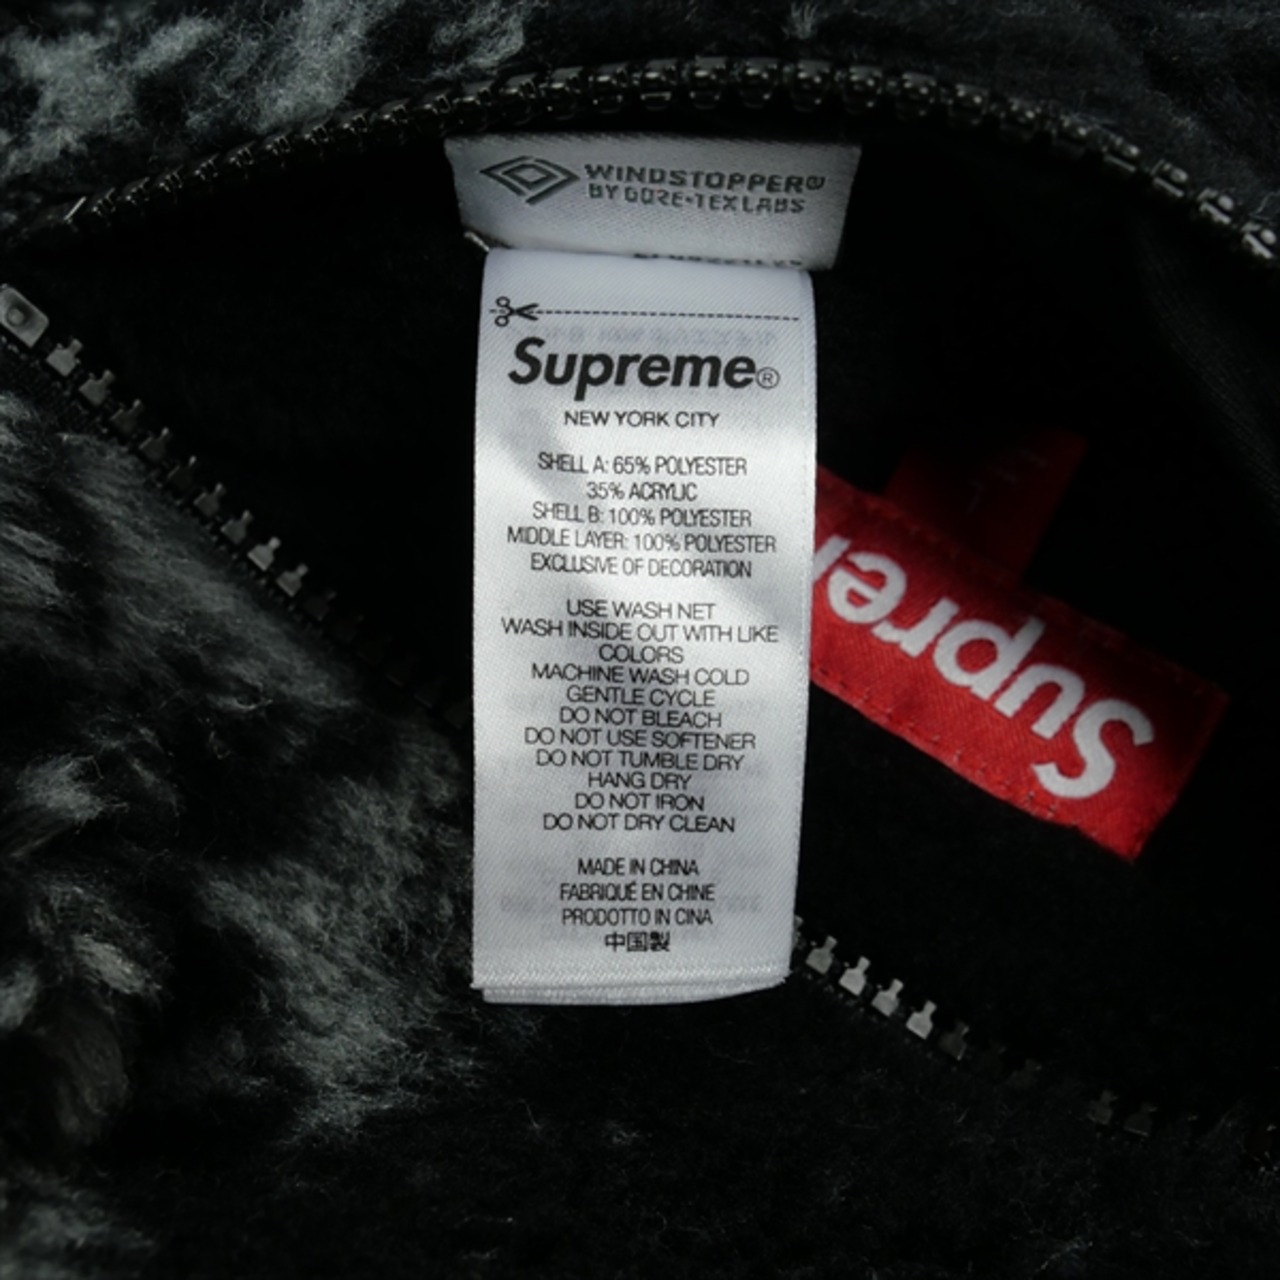 WINDSTOPPER®
BY GORE-TEX LABS
Supreme®
NEW YORK CITY
SHELL A: 65% POLYESTER
35% ACRYLIC
SHELL B: 100% POLYESTER
MIDDLE LAYER: 100% POLYESTER
EXCLUSIVE OF DECORATION
USE WASH NET
WASH INSIDE OUT WITH LIKE
COLORS
MACHINE WASH COLD
GENTLE CYCLE
DO NOT BLEACH
DO NOT USE SOFTENER
DO NOT TUMBLE DRY
HANG DRY
DO NOT IRON
DO NOT DRY CLEAN
MADE IN CHINA
FABRIQUÉ EN CHINE
PRODOTTO IN CINA
中国製
Supre